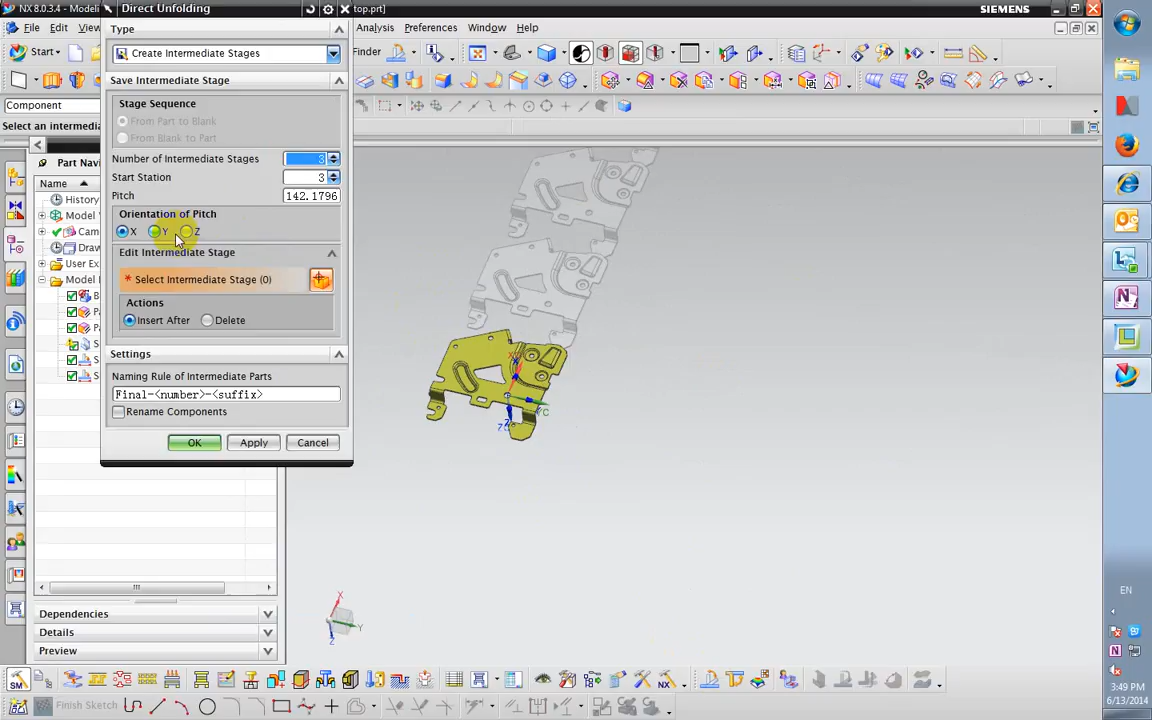 NX 8.0.3.4 - Modeli
Direct Unfolding
top.prt]
SIEMENS
File
Edit
View
Analysis
Preferences
Window
Help
Start
Finder
Type
Create Intermediate Stages
Save Intermediate Stage
Stage Sequence
From Part to Blank
From Blank to Part
Number of Intermediate Stages
3
Start Station
3
Pitch
142.1796
Orientation of Pitch
X
Y
Z
Edit Intermediate Stage
* Select Intermediate Stage (0)
Actions
Insert After
Delete
Settings
Naming Rule of Intermediate Parts
Final-<number>-<suffix>
Rename Components
OK
Apply
Cancel
Component
Select an intermedia
Part Navi
Name
History
Model V
Cam
Draw
User Ex
Model H
B
P
P
S
S
S
Dependencies
Details
Preview
YC
X
Y
Z
Finish Sketch
EN
3:49 PM
6/13/2014